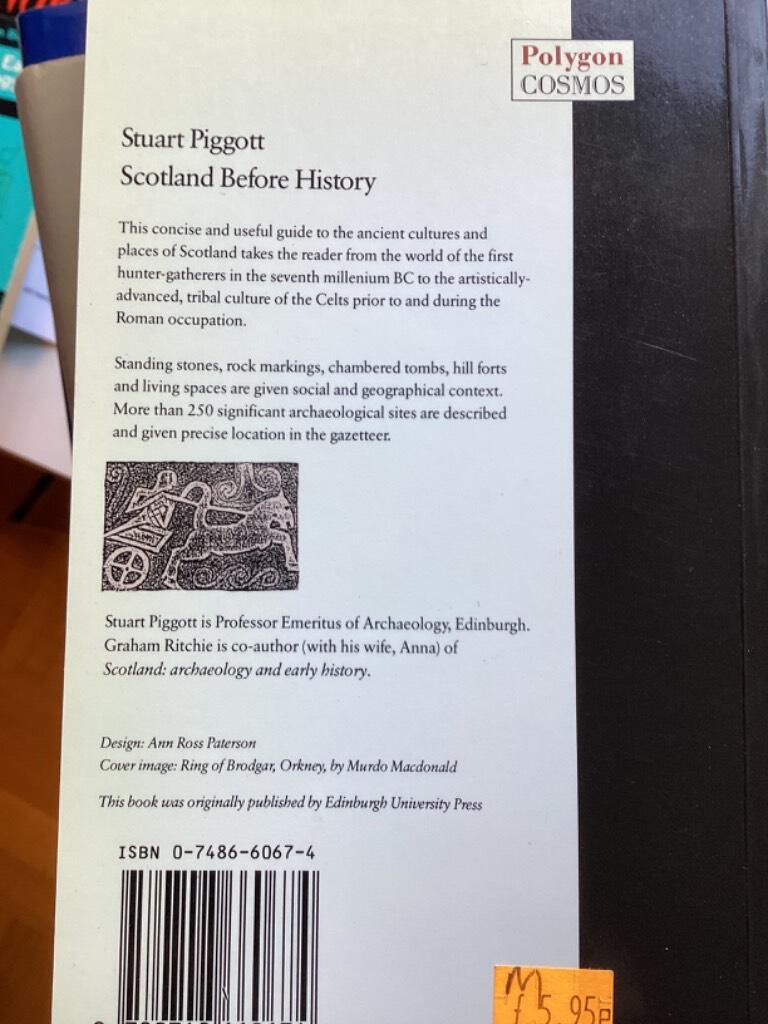 Polygon
COSMOS
Stuart Piggott
Scotland Before History
This concise and useful guide to the ancient cultures and
places of Scotland takes the reader from the world of the first
hunter-gatherers in the seventh millenium BC to the artistically-
advanced, tribal culture of the Celts prior to and during the
Roman occupation.
Standing stones, rock markings, chambered tombs, hill forts
and living spaces are given social and geographical context.
More than 250 significant archaeological sites are described
and given precise location in the gazetteer.
Stuart Piggott is Professor Emeritus of Archaeology, Edinburgh.
Graham Ritchie is co-author (with his wife, Anna) of
Scotland: archaeology and early history.
Design: Ann Ross Paterson
Cover image: Ring of Brodgar, Orkney, by Murdo Macdonald
This book was originally published by Edinburgh University Press
ISBN 0-7486-6067-4
M
£5.95p